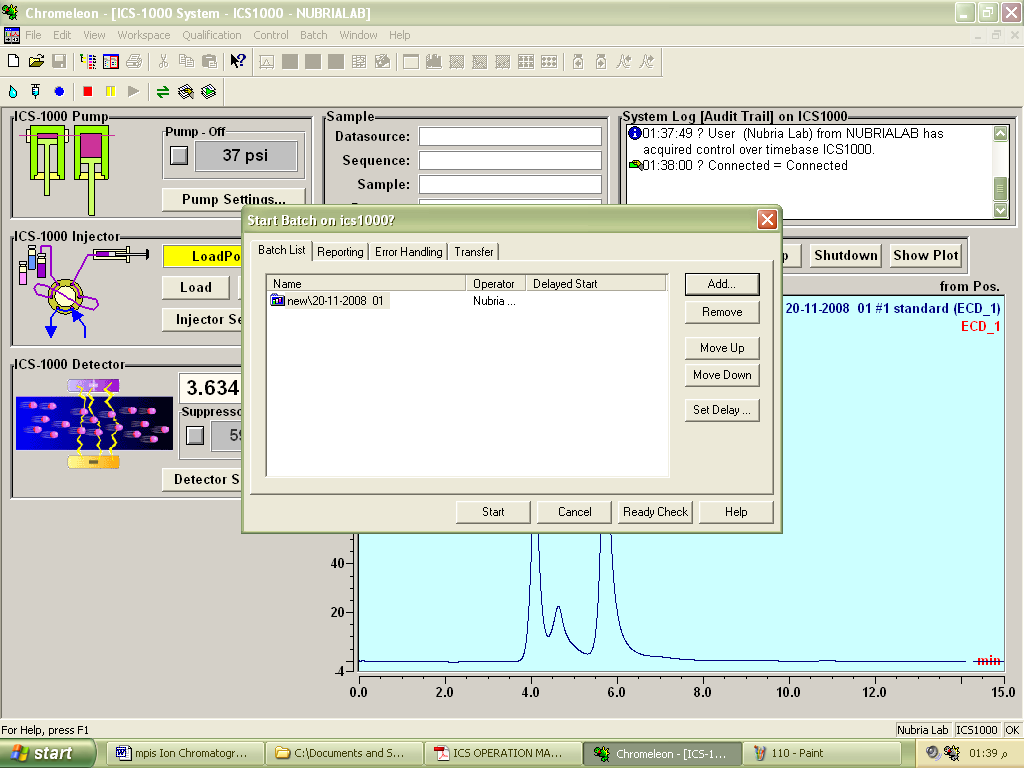 Chromeleon - [ICS-1000 System - ICS1000 - NUBRIALAB]
File Edit View Workspace Qualification Control Batch Window Help
ICS-1000 Pump
Pump - Off
37 psi
Pump Settings...
Sample
Datasource:
Sequence:
Sample:
System Log [Audit Trail] on ICS1000
01:37:49 ? User (Nubria Lab) from NUBRIALAB has
acquired control over timebase ICS1000.
01:38:00 ? Connected = Connected
ICS-1000 Injector
LoadPo
Load
Injector Se
ICS-1000 Detector
3.634
Suppresso
Detector S
Start Batch on ics1000?
Batch List Reporting Error Handling Transfer
Name Operator Delayed Start
new\20-11-2008 01 Nubria ...
Add...
Remove
Move Up
Move Down
Set Delay ...
Start Cancel Ready Check Help
p Shutdown Show Plot
from Pos.
20-11-2008 01 #1 standard (ECD_1)
ECD_1
40
20
-4
min
0.0 2.0 4.0 6.0 8.0 10.0 12.0 15.0
For Help, press F1
Nubria Lab ICS1000 OK
start
mpis Ion Chromatogr...
C:\Documents and S...
ICS OPERATION MA...
Chromeleon - [ICS-1...
110 - Paint
01:39 م